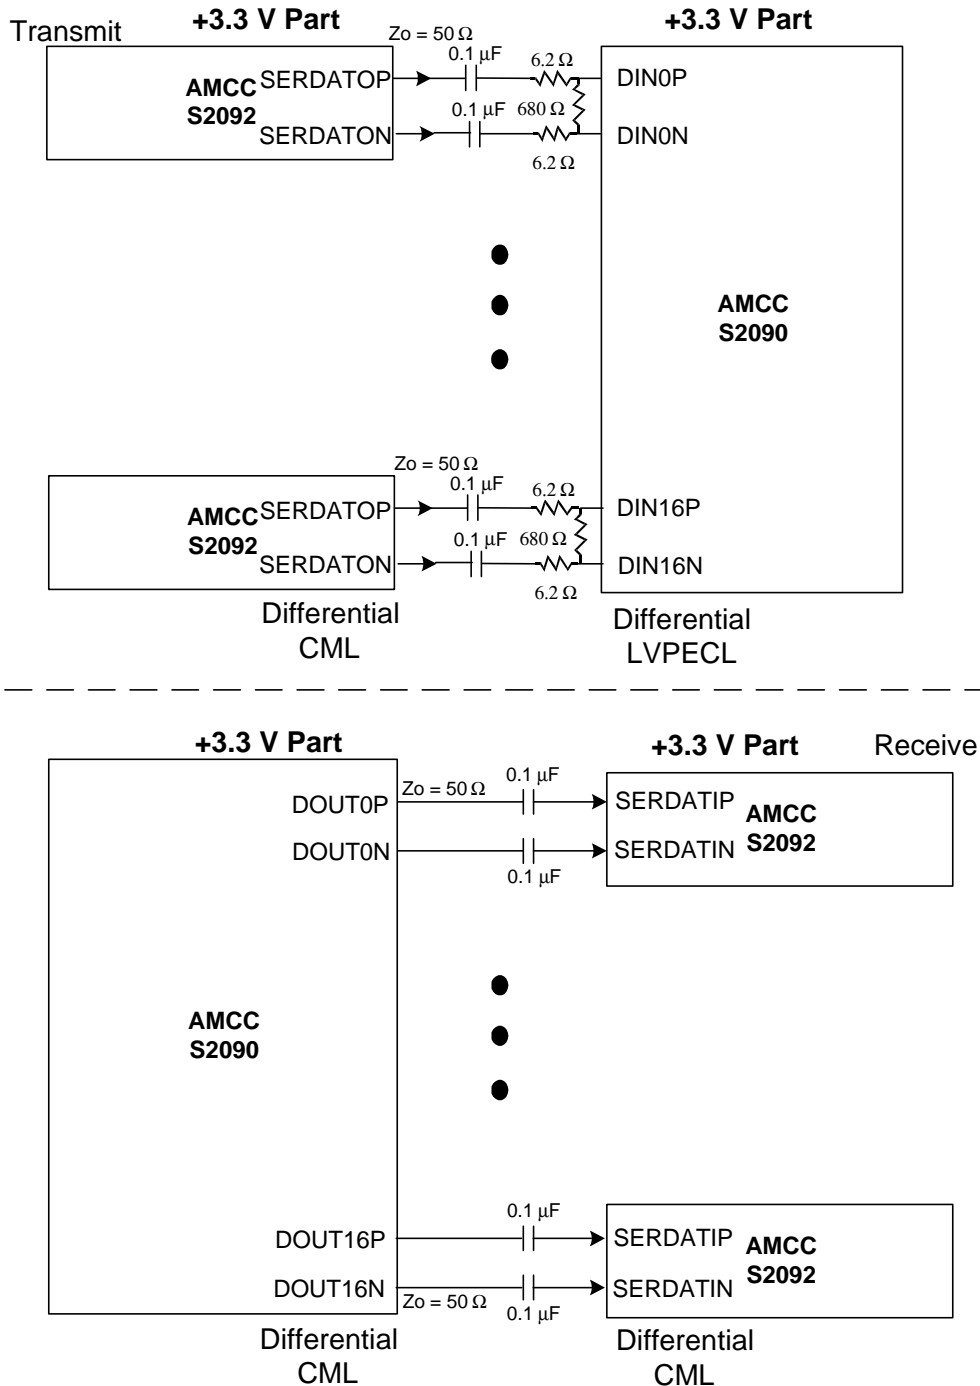 Transmit
+3.3 V Part
+3.3 V Part
Zo = 50 Ω
0.1 µF
6.2 Ω
AMCC
S2092
SERDATOP
DIN0P
0.1 µF
680 Ω
SERDATON
DIN0N
6.2 Ω
AMCC
S2090
Zo = 50 Ω
0.1 µF
6.2 Ω
AMCC
S2092
SERDATOP
DIN16P
0.1 µF
680 Ω
SERDATON
DIN16N
6.2 Ω
Differential
CML
Differential
LVPECL
+3.3 V Part
+3.3 V Part
Receive
Zo = 50 Ω
0.1 µF
DOUT0P
SERDATIP
AMCC
S2092
DOUT0N
SERDATIN
0.1 µF
AMCC
S2090
0.1 µF
DOUT16P
SERDATIP
AMCC
S2092
DOUT16N
SERDATIN
Zo = 50 Ω
0.1 µF
Differential
CML
Differential
CML